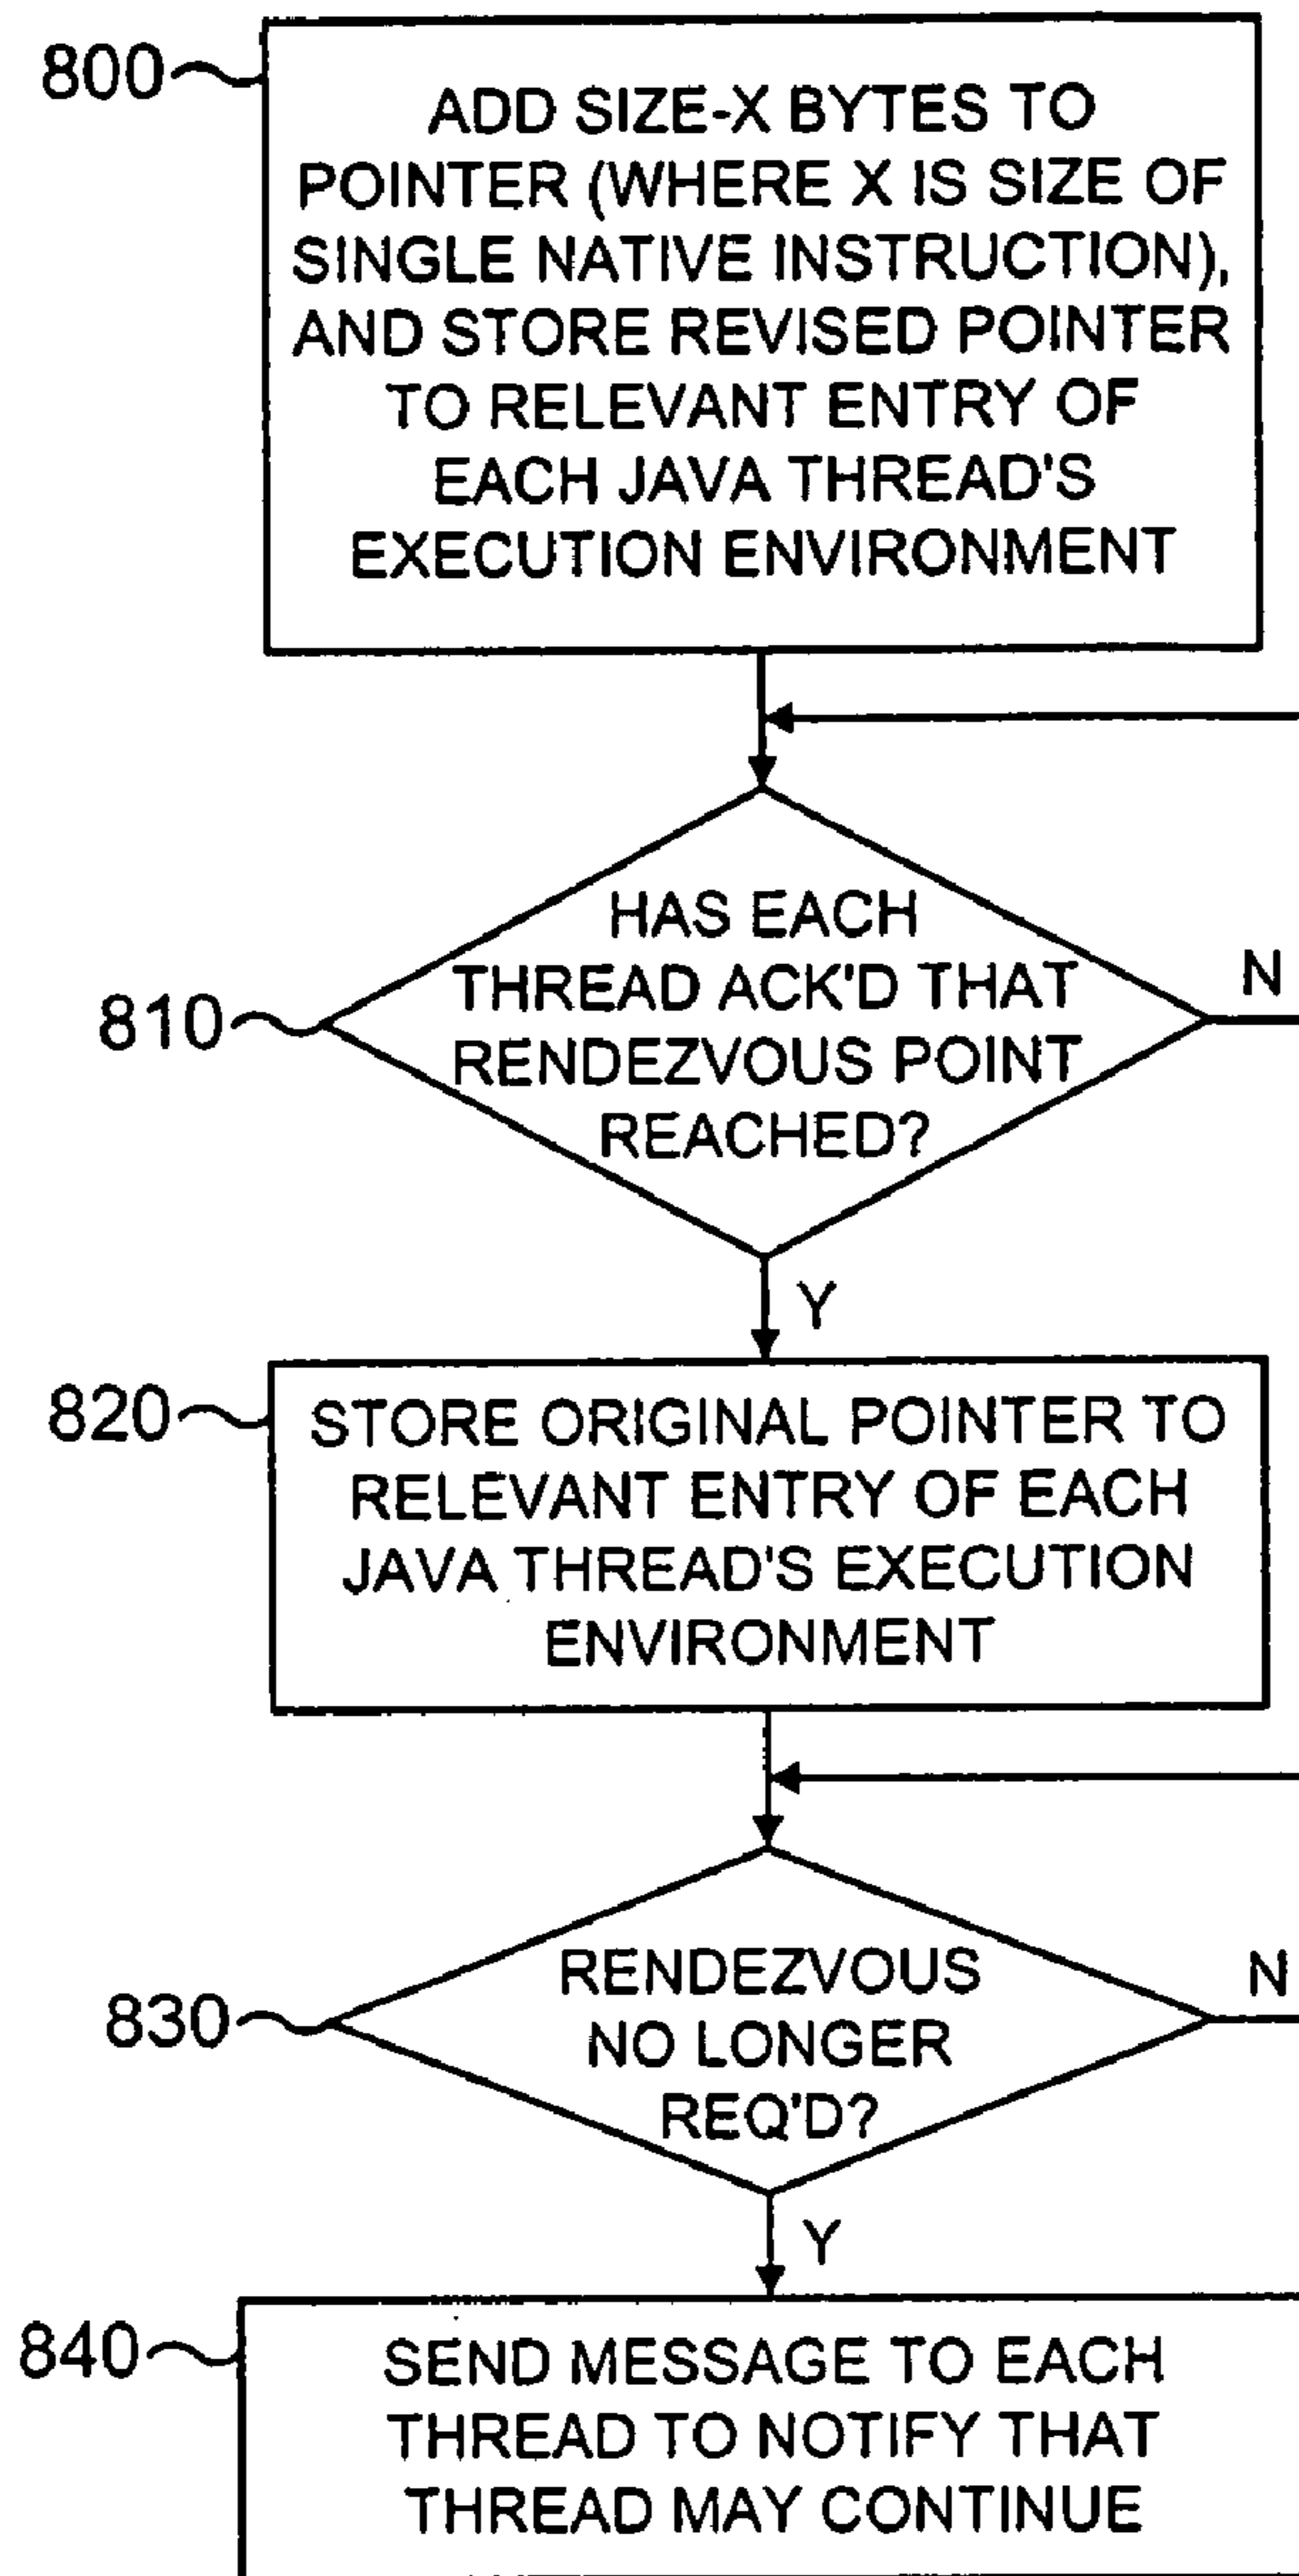 800
ADD SIZE-X BYTES TO
POINTER (WHERE X IS SIZE OF
SINGLE NATIVE INSTRUCTION),
AND STORE REVISED POINTER
TO RELEVANT ENTRY OF
EACH JAVA THREAD'S
EXECUTION ENVIRONMENT
HAS EACH
THREAD ACK'D THAT
RENDEZVOUS POINT
REACHED?
810
N
Y
820
STORE ORIGINAL POINTER TO
RELEVANT ENTRY OF EACH
JAVA THREAD'S EXECUTION
ENVIRONMENT
RENDEZVOUS
NO LONGER
REQ'D?
830
N
Y
840
SEND MESSAGE TO EACH
THREAD TO NOTIFY THAT
THREAD MAY CONTINUE